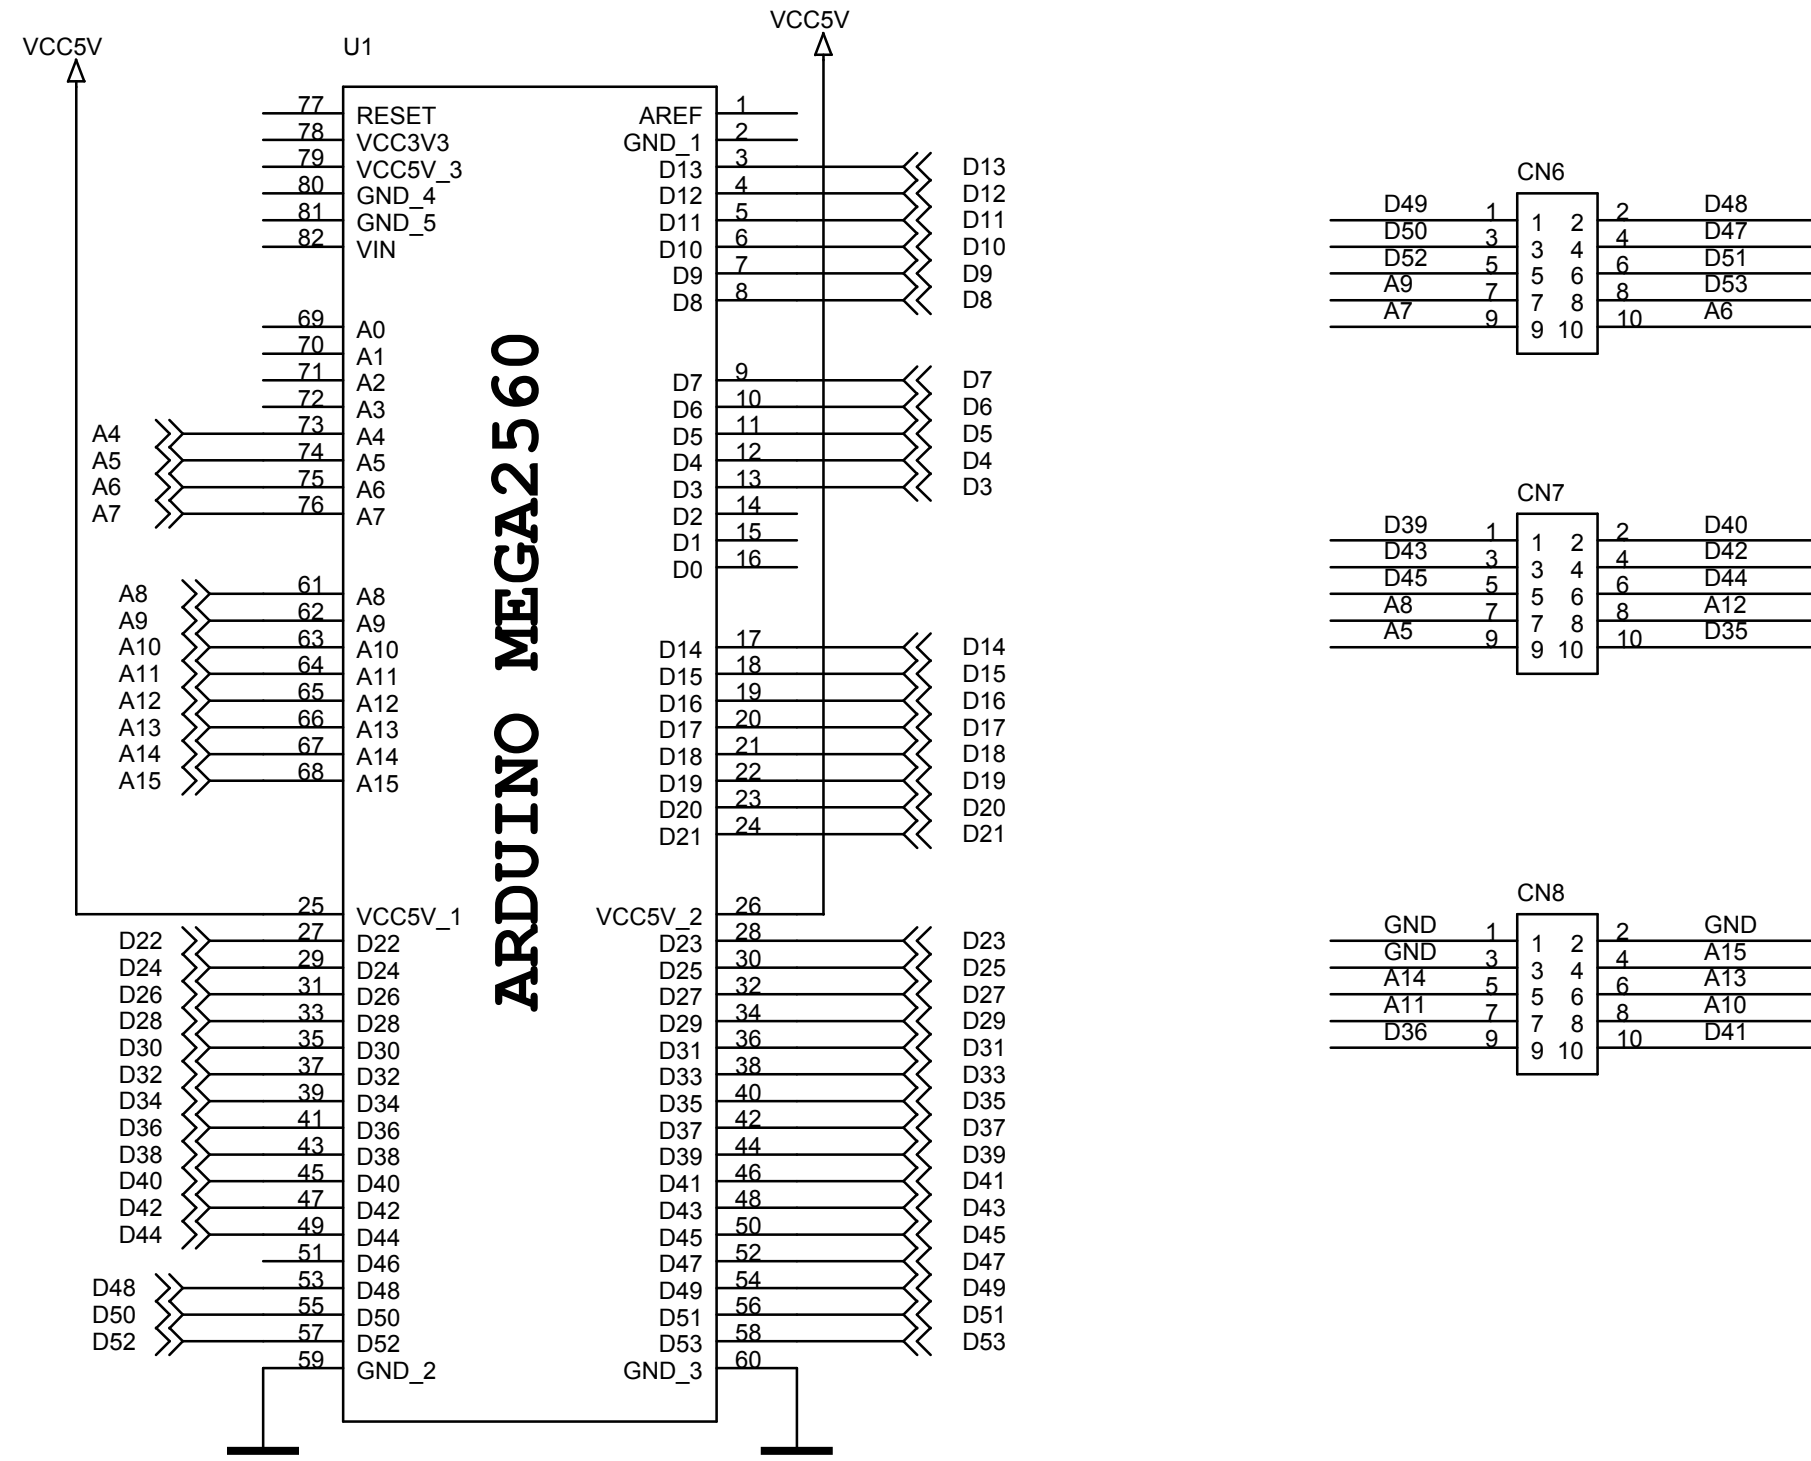 VCC5V
VCC5V
U1
77 RESET
78 VCC3V3
79 VCC5V_3
80 GND_4
81 GND_5
82 VIN
69 A0
70 A1
71 A2
72 A3
A4 73 A4
A5 74 A5
A6 75 A6
A7 76 A7
A8 61 A8
A9 62 A9
A10 63 A10
A11 64 A11
A12 65 A12
A13 66 A13
A14 67 A14
A15 68 A15
25 VCC5V_1
D22 27 D22
D24 29 D24
D26 31 D26
D28 33 D28
D30 35 D30
D32 37 D32
D34 39 D34
D36 41 D36
D38 43 D38
D40 45 D40
D42 47 D42
D44 49 D44
51 D46
D48 53 D48
D50 55 D50
D52 57 D52
59 GND_2
ARDUINO MEGA2560
AREF 1
GND_1 2
D13 3 D13
D12 4 D12
D11 5 D11
D10 6 D10
D9 7 D9
D8 8 D8
D7 9 D7
D6 10 D6
D5 11 D5
D4 12 D4
D3 13 D3
D2 14
D1 15
D0 16
D14 17 D14
D15 18 D15
D16 19 D16
D17 20 D17
D18 21 D18
D19 22 D19
D20 23 D20
D21 24 D21
VCC5V_2 26
D23 28 D23
D25 30 D25
D27 32 D27
D29 34 D29
D31 36 D31
D33 38 D33
D35 40 D35
D37 42 D37
D39 44 D39
D41 46 D41
D43 48 D43
D45 50 D45
D47 52 D47
D49 54 D49
D51 56 D51
D53 58 D53
GND_3 60
CN6
D49 1 1 2 2 D48
D50 3 3 4 4 D47
D52 5 5 6 6 D51
A9 7 7 8 8 D53
A7 9 9 10 10 A6
CN7
D39 1 1 2 2 D40
D43 3 3 4 4 D42
D45 5 5 6 6 D44
A8 7 7 8 8 A12
A5 9 9 10 10 D35
CN8
GND 1 1 2 2 GND
GND 3 3 4 4 A15
A14 5 5 6 6 A13
A11 7 7 8 8 A10
D36 9 9 10 10 D41